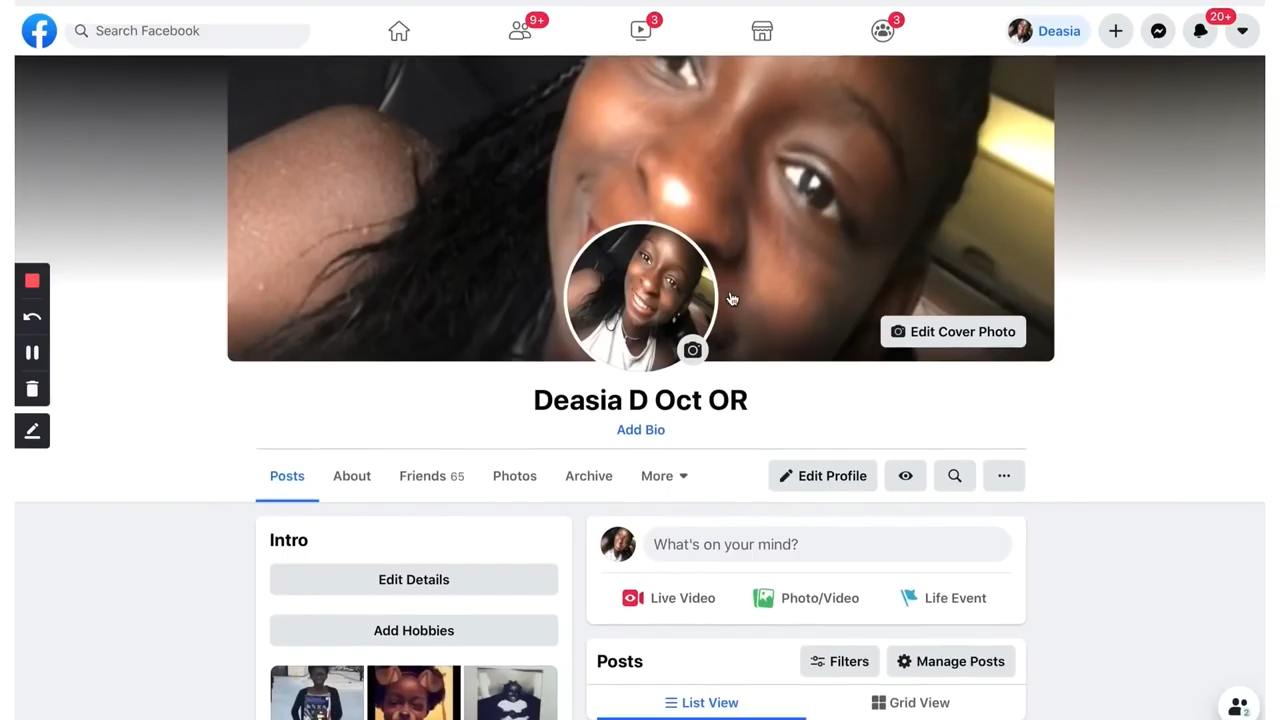 Search Facebook
9+
3
3
Deasia
20+
Edit Cover Photo
Deasia D Oct OR
Add Bio
Posts
About
Friends 65
Photos
Archive
More
Edit Profile
Intro
Edit Details
Add Hobbies
What's on your mind?
Live Video
Photo/Video
Life Event
Posts
Filters
Manage Posts
List View
Grid View
2